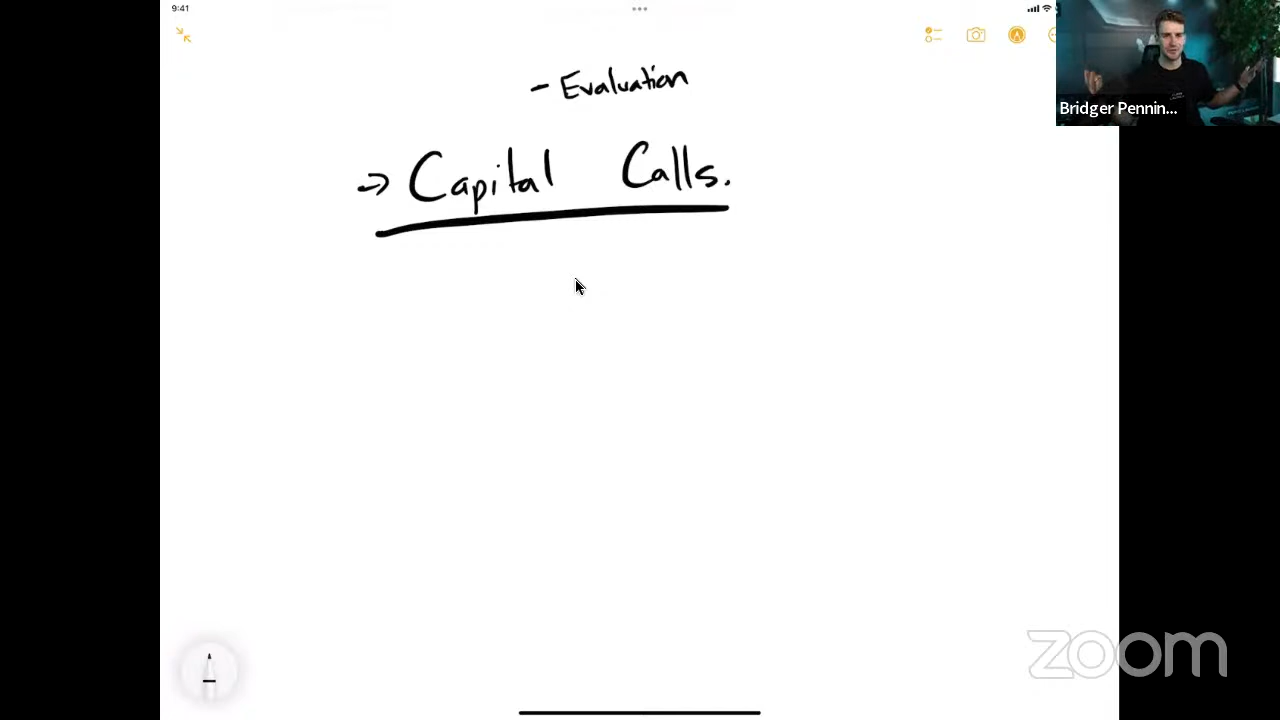 9:41
- Evaluation
Bridger Pennin...
→ Capital Calls.
zoom